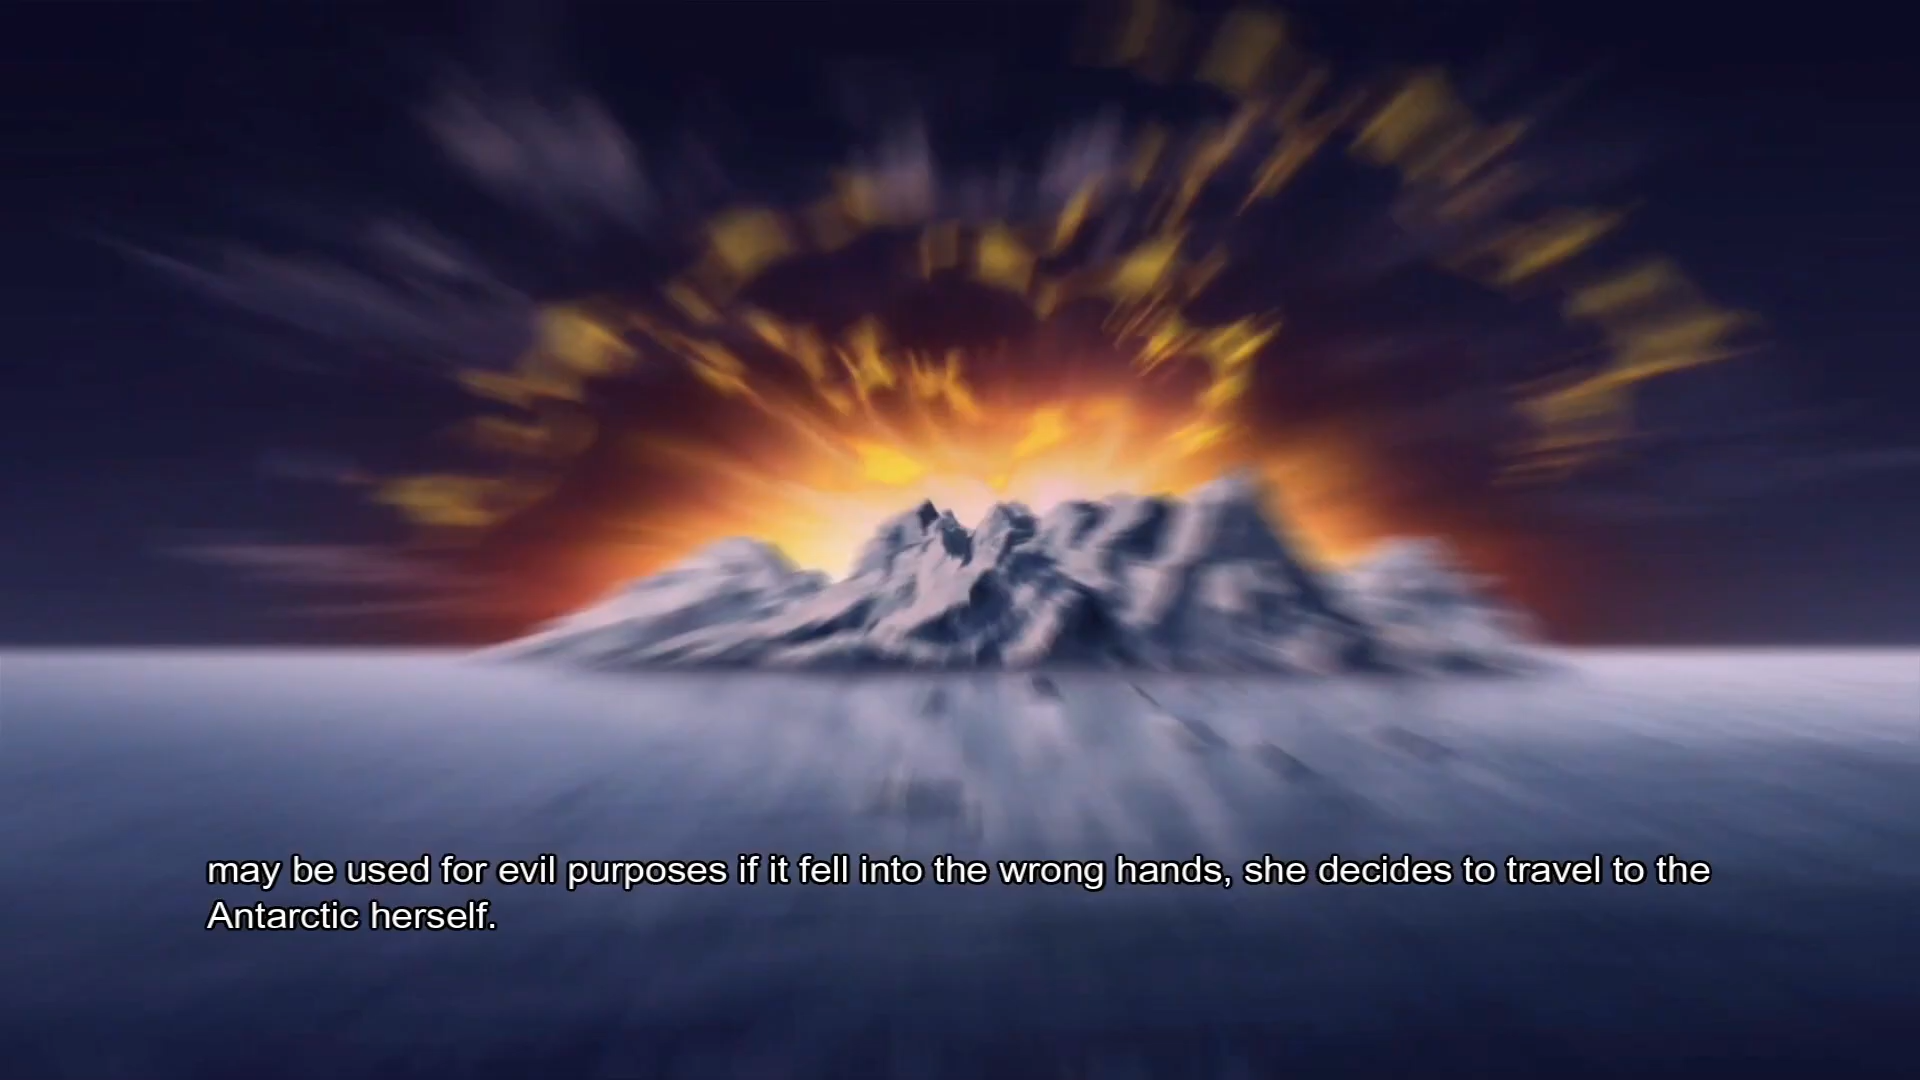 may be used for evil purposes if it fell into the wrong hands, she decides to travel to the
Antarctic herself.